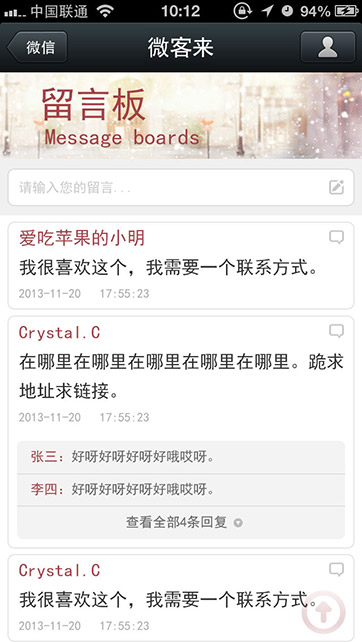 中国联通 10:12 94%
微信 微客来
留言板
Message boards
请输入您的留言...
爱吃苹果的小明
我很喜欢这个，我需要一个联系方式。
2013-11-20 17:55:23
Crystal.C
在哪里在哪里在哪里在哪里在哪里。跪求
地址求链接。
2013-11-20 17:55:23
张三：好呀好呀好呀好哦哎呀。
李四：好呀好呀好呀好哦哎呀。
查看全部4条回复
Crystal.C
我很喜欢这个，我需要一个联系方式。
2013-11-20 17:55:23